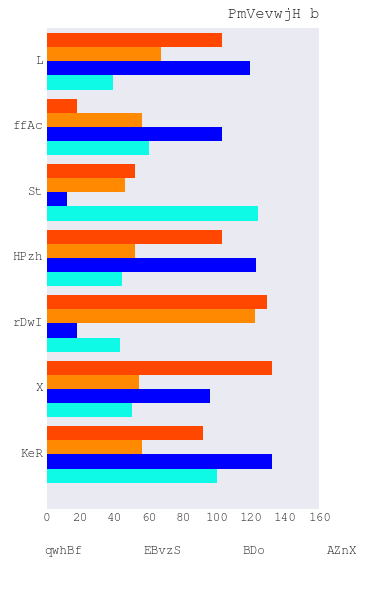 PmVevwjH b
L
ffAc
St
HPzh
rDwI
X
KeR
0 20 40 60 80 100 120 140 160
qwhBf EBvzS BDo AZnX